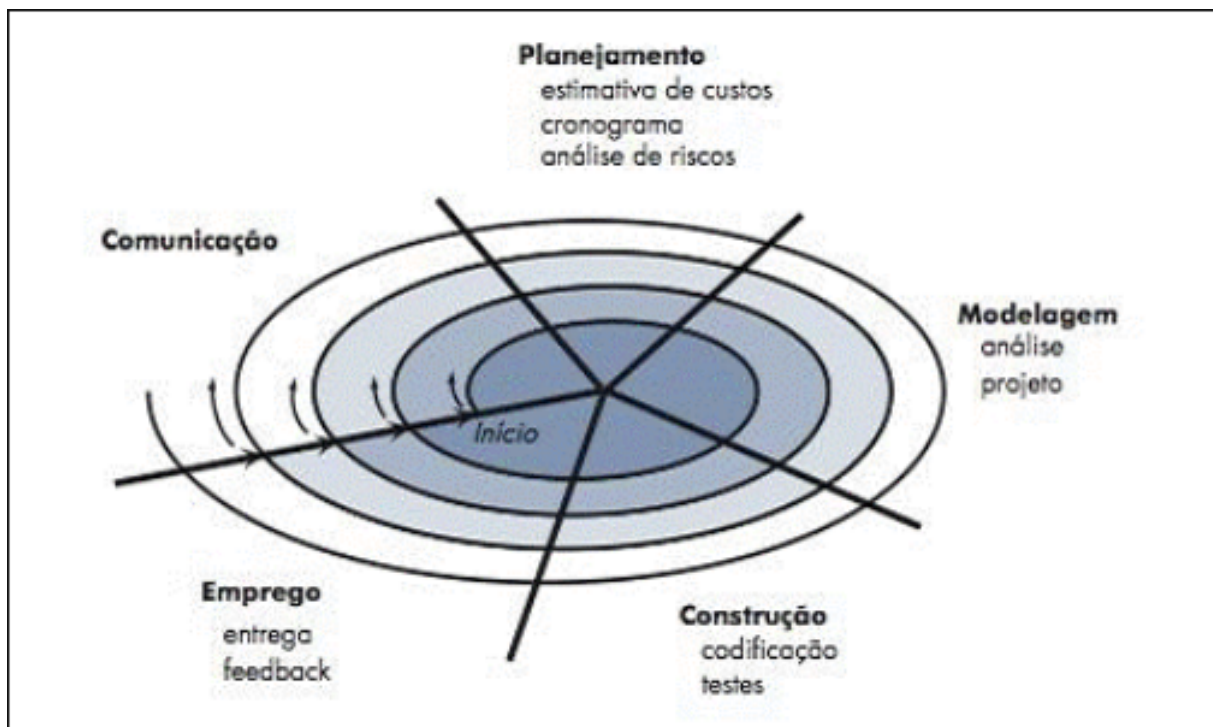 Planejamento
estimativa de custos
cronograma
análise de riscos
Comunicação
Modelagem
análise
projeto
Início
Emprego
entrega
feedback
Construção
codificação
testes